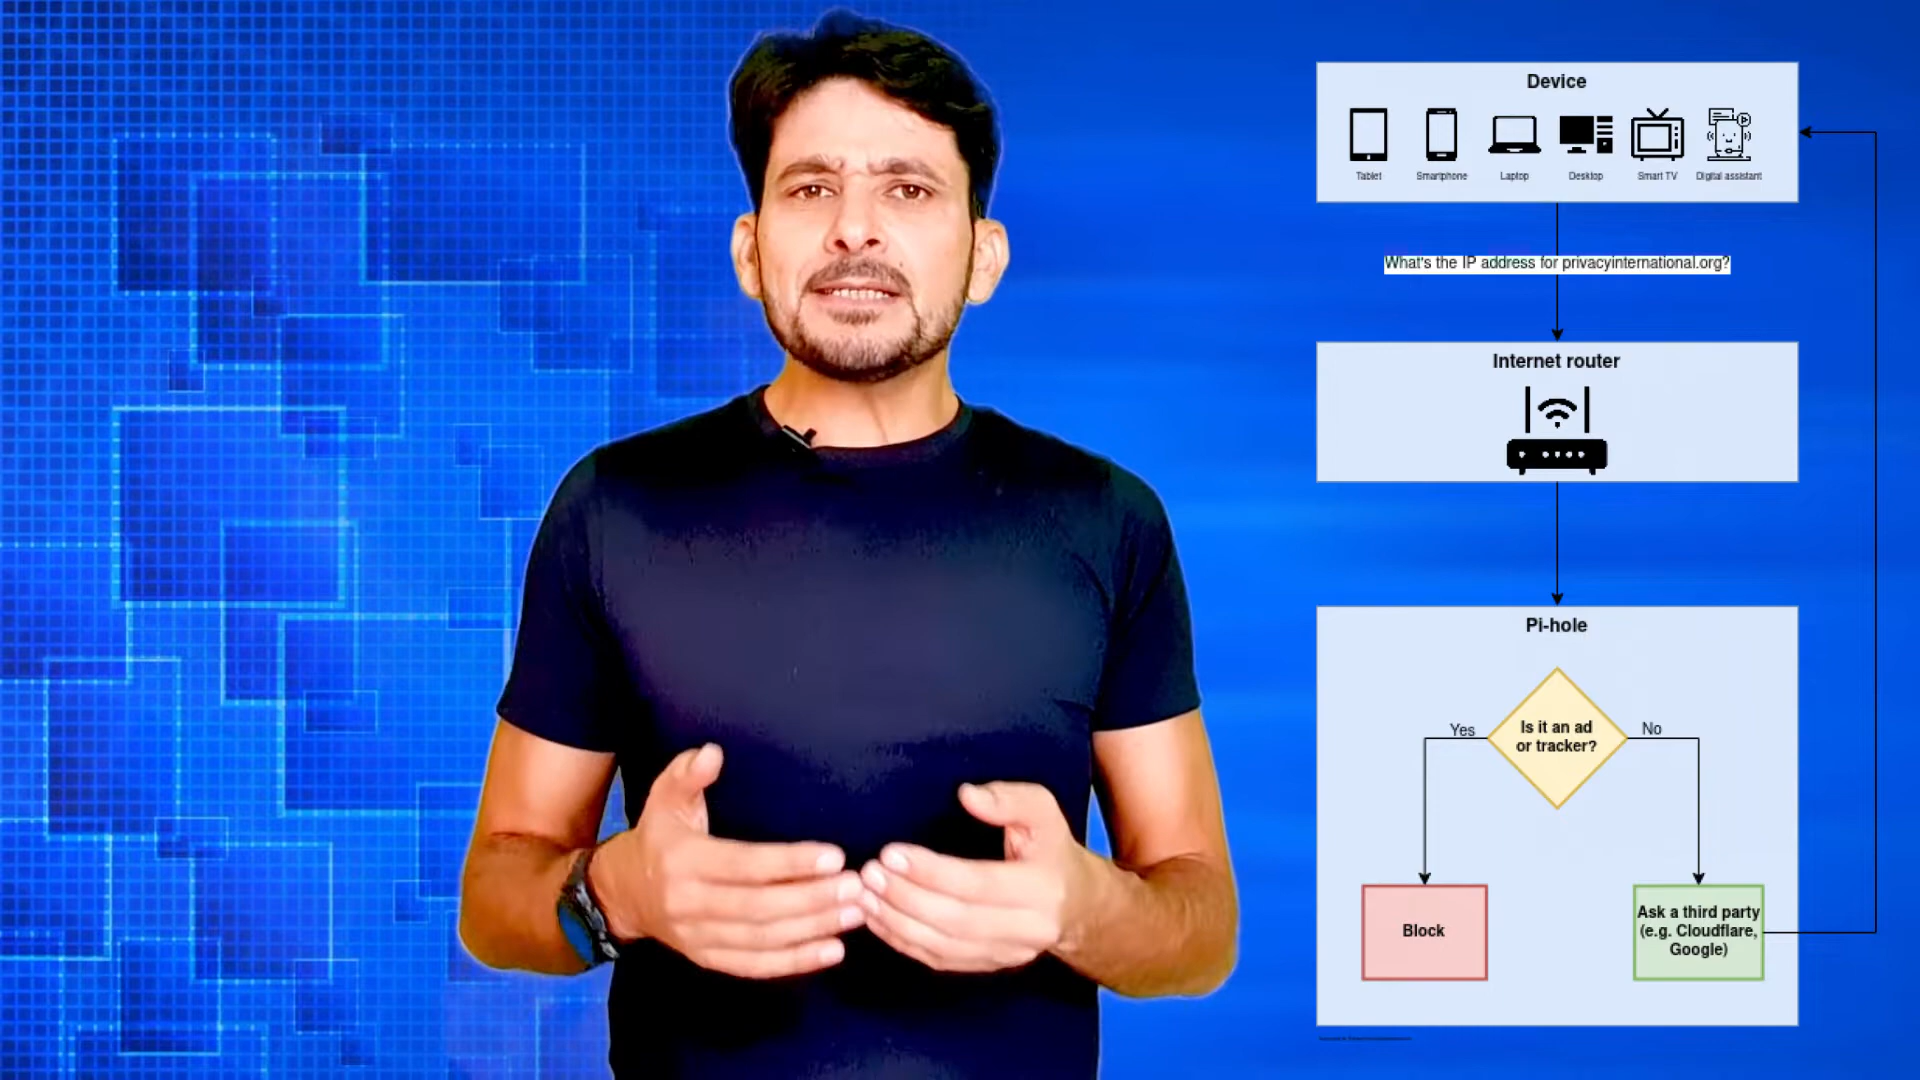 Device
Tablet
Smartphone
Laptop
Desktop
Smart TV
Digital assistant
What's the IP address for privacyinternational.org?
Internet router
Pi-hole
Is it an ad
or tracker?
Yes
No
Block
Ask a third party
(e.g. Cloudflare,
Google)